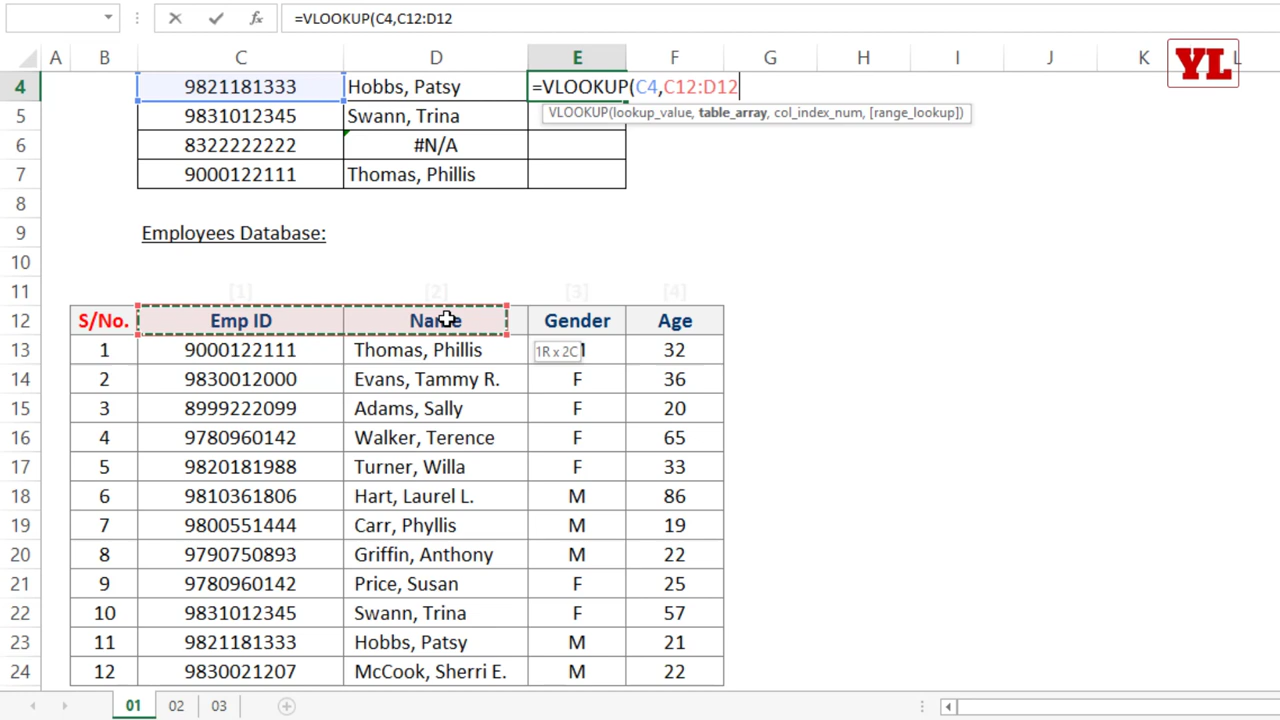 =VLOOKUP(C4,C12:D12
A B C D E F G H I J K L
YL
4 9821181333 Hobbs, Patsy =VLOOKUP(C4,C12:D12
VLOOKUP(lookup_value, table_array, col_index_num, [range_lookup])
5 9831012345 Swann, Trina
6 8322222222 #N/A
7 9000122111 Thomas, Phillis
8
9 Employees Database:
10
11 [1] [2] [3] [4]
12 S/No. Emp ID Name Gender Age
13 1 9000122111 Thomas, Phillis 32
1R x 2C
14 2 9830012000 Evans, Tammy R. F 36
15 3 8999222099 Adams, Sally F 20
16 4 9780960142 Walker, Terence F 65
17 5 9820181988 Turner, Willa F 33
18 6 9810361806 Hart, Laurel L. M 86
19 7 9800551444 Carr, Phyllis M 19
20 8 9790750893 Griffin, Anthony M 22
21 9 9780960142 Price, Susan F 25
22 10 9831012345 Swann, Trina F 57
23 11 9821181333 Hobbs, Patsy M 21
24 12 9830021207 McCook, Sherri E. M 22
01 02 03